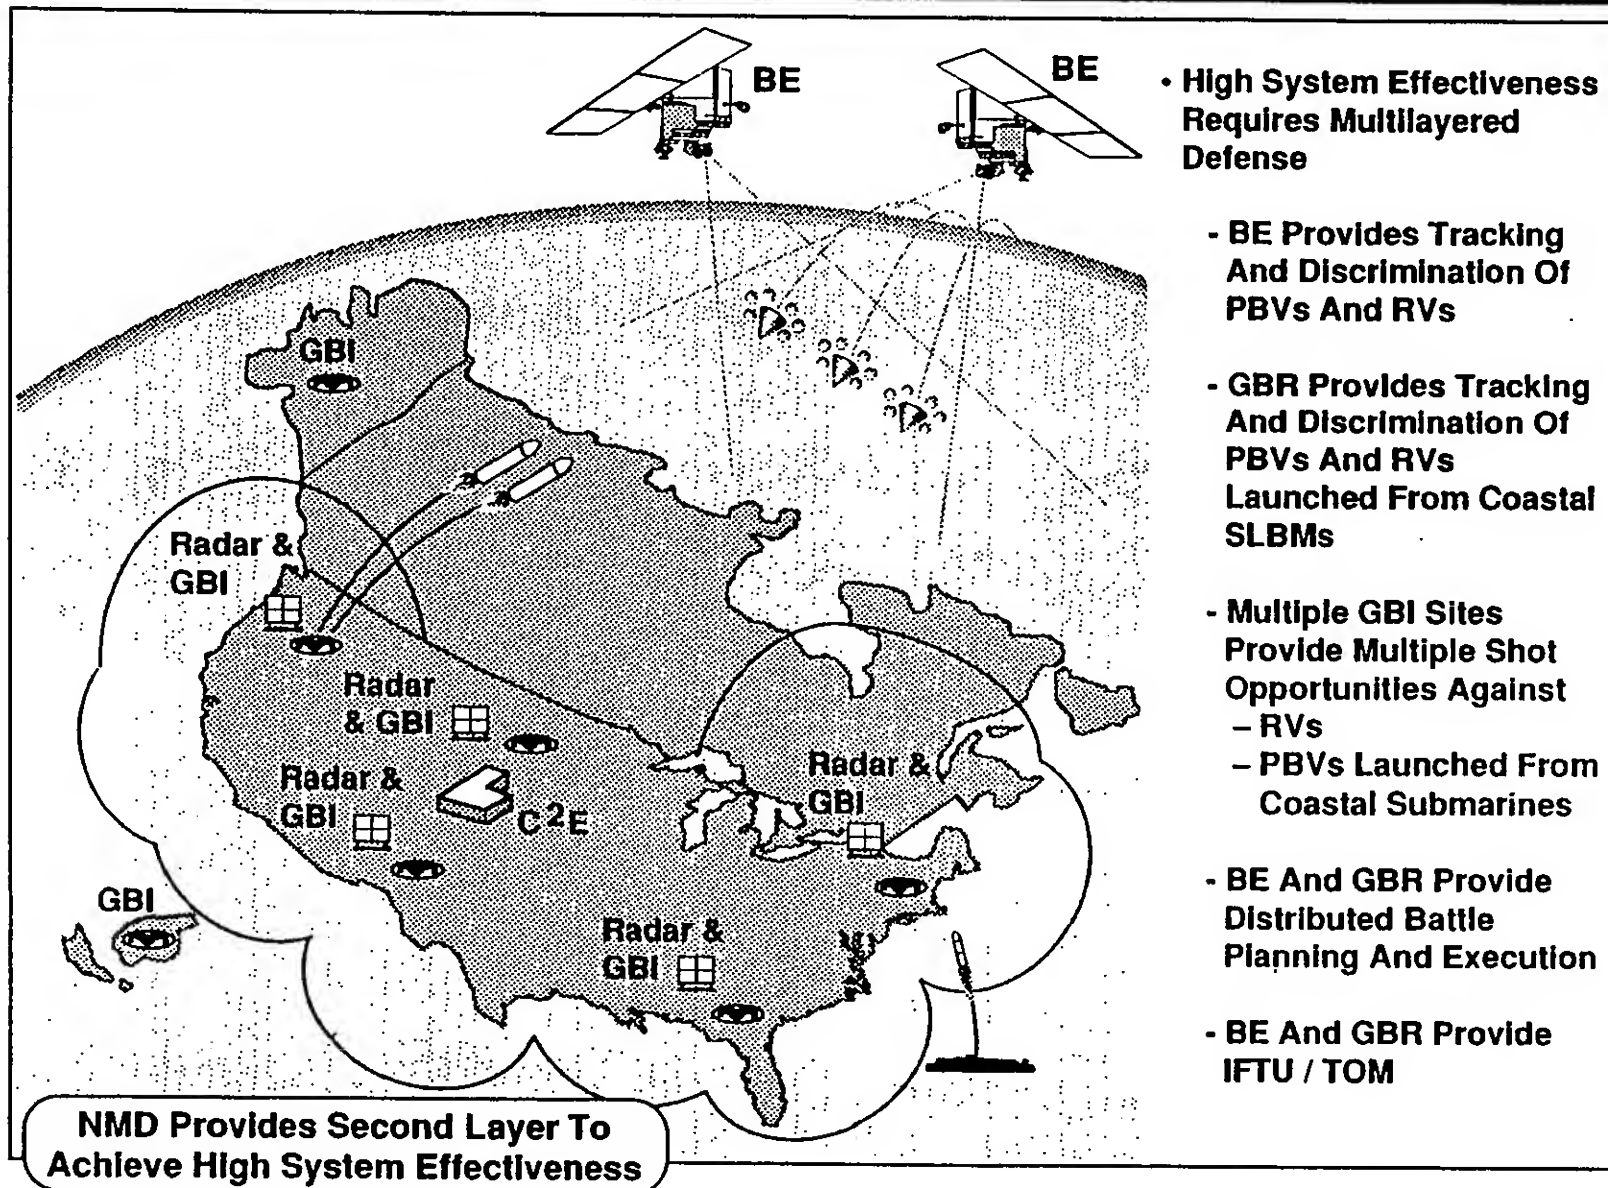 BE
BE
GBI
Radar &
GBI
Radar
& GBI
Radar &
GBI
C2E
Radar &
GBI
GBI
Radar &
GBI
NMD Provides Second Layer To
Achieve High System Effectiveness
• High System Effectiveness
Requires Multilayered
Defense
- BE Provides Tracking
And Discrimination Of
PBVs And RVs
- GBR Provides Tracking
And Discrimination Of
PBVs And RVs
Launched From Coastal
SLBMs
- Multiple GBI Sites
Provide Multiple Shot
Opportunities Against
– RVs
– PBVs Launched From
Coastal Submarines
- BE And GBR Provide
Distributed Battle
Planning And Execution
- BE And GBR Provide
IFTU / TOM